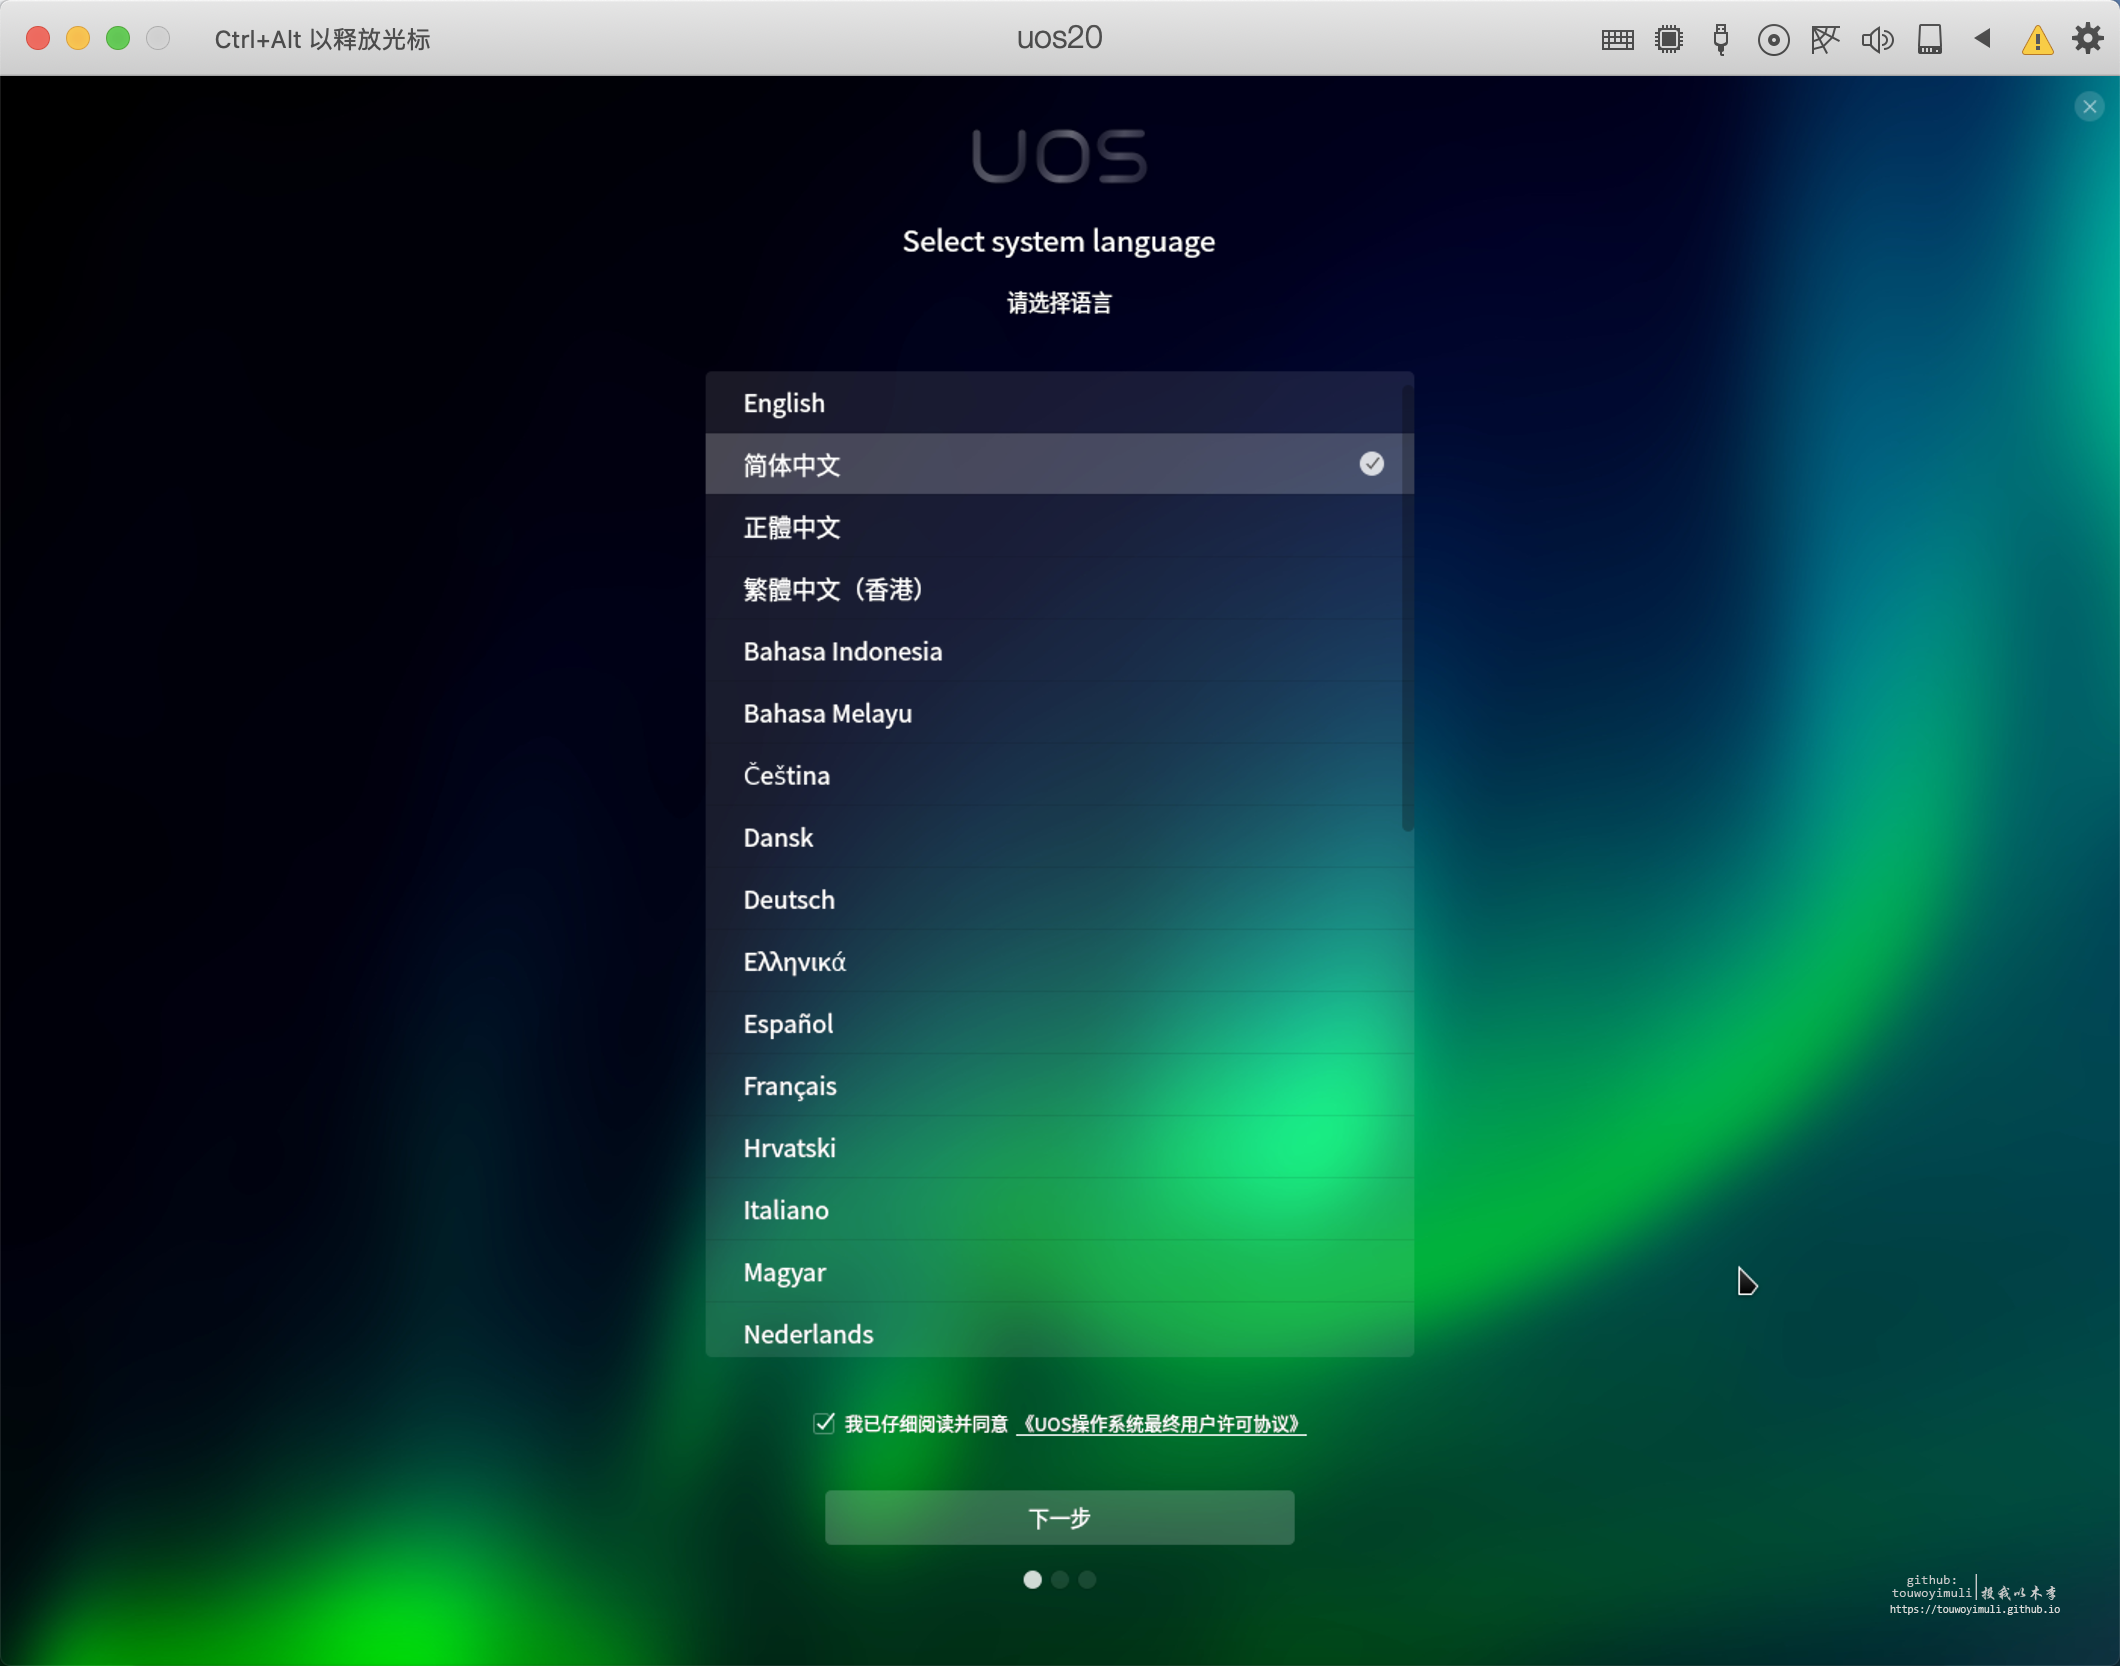 Ctrl+Alt 以释放光标
uos20
UOS
Select system language
请选择语言
English
简体中文
正體中文
繁體中文（香港）
Bahasa Indonesia
Bahasa Melayu
Čeština
Dansk
Deutsch
Ελληνικά
Español
Français
Hrvatski
Italiano
Magyar
Nederlands
我已仔细阅读并同意 《UOS操作系统最终用户许可协议》
下一步
github:
touwoyimuli
投我以木李
https://touwoyimuli.github.io